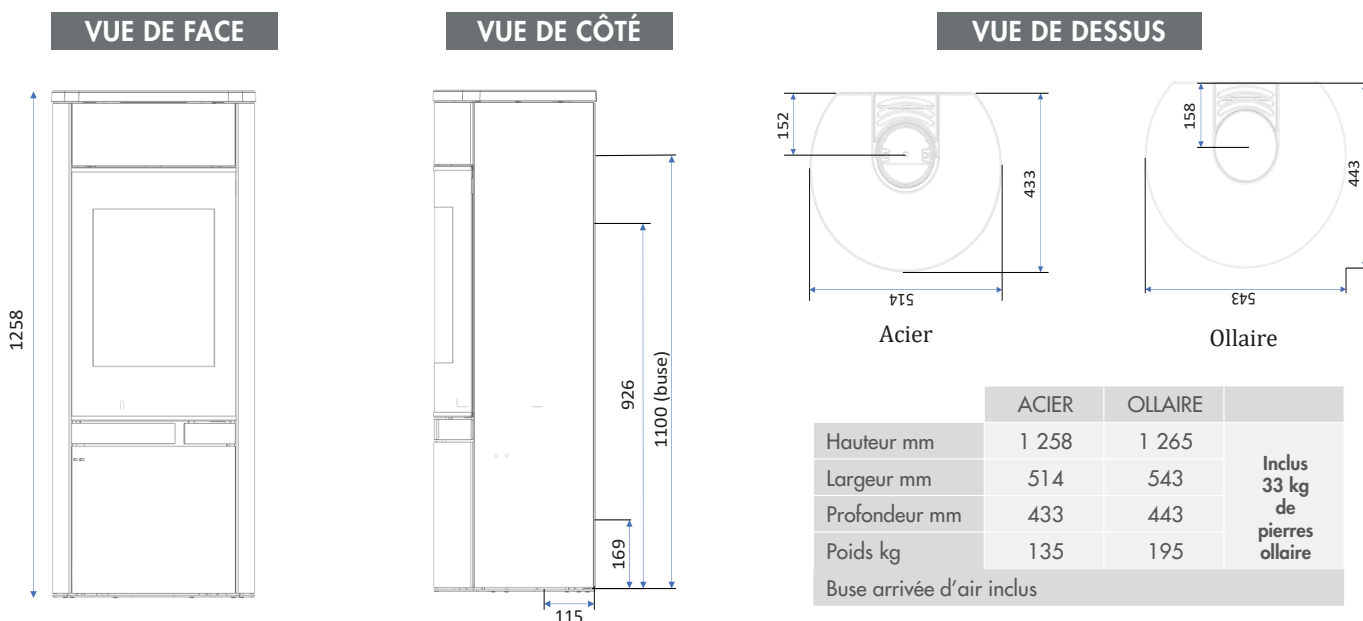 VUE DE FACE
VUE DE CÔTÉ
VUE DE DESSUS
1258
926
1100 (buse)
169
115
152
433
514
Acier
158
443
543
Ollaire
ACIER OLLAIRE
Hauteur mm 1 258 1 265
Largeur mm 514 543
Profondeur mm 433 443
Poids kg 135 195
Inclus
33 kg
de
pierres
ollaire
Buse arrivée d'air inclus